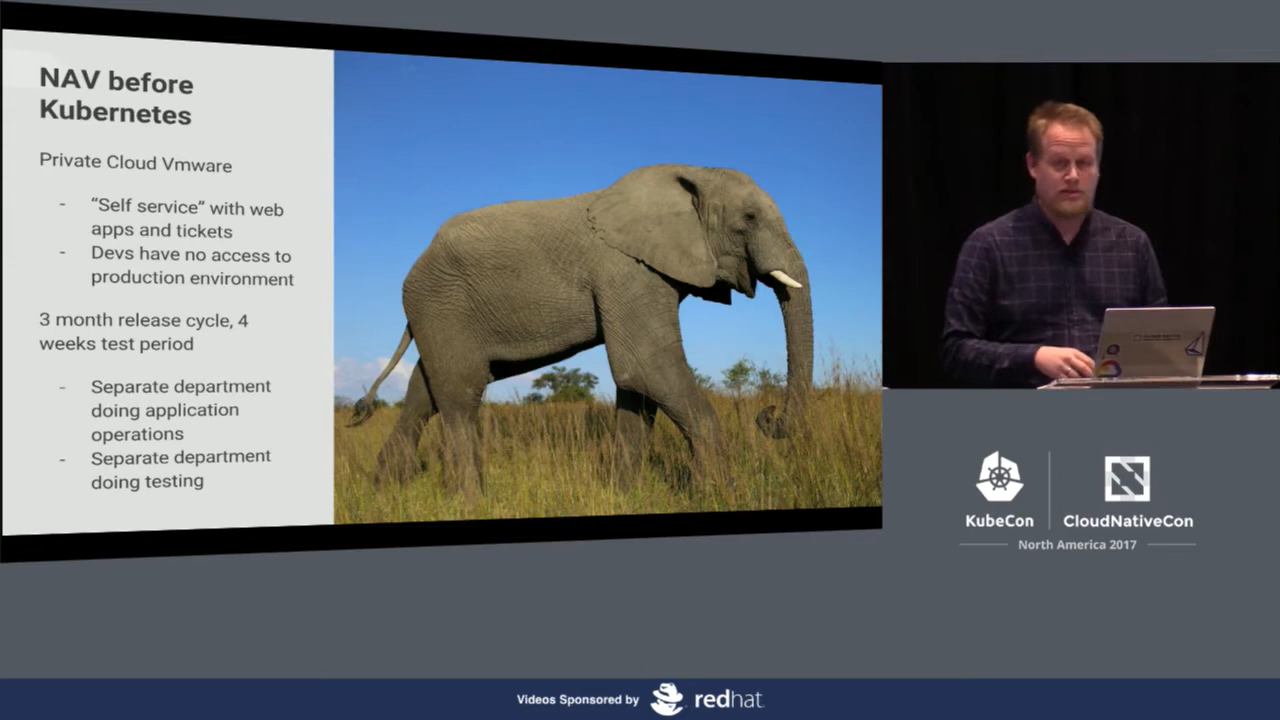 NAV before
Kubernetes
Private Cloud Vmware
- “Self service” with web
apps and tickets
- Devs have no access to
production environment
3 month release cycle, 4
weeks test period
- Separate department
doing application
operations
- Separate department
doing testing
KubeCon
CloudNativeCon
North America 2017
Videos Sponsored by
redhat.